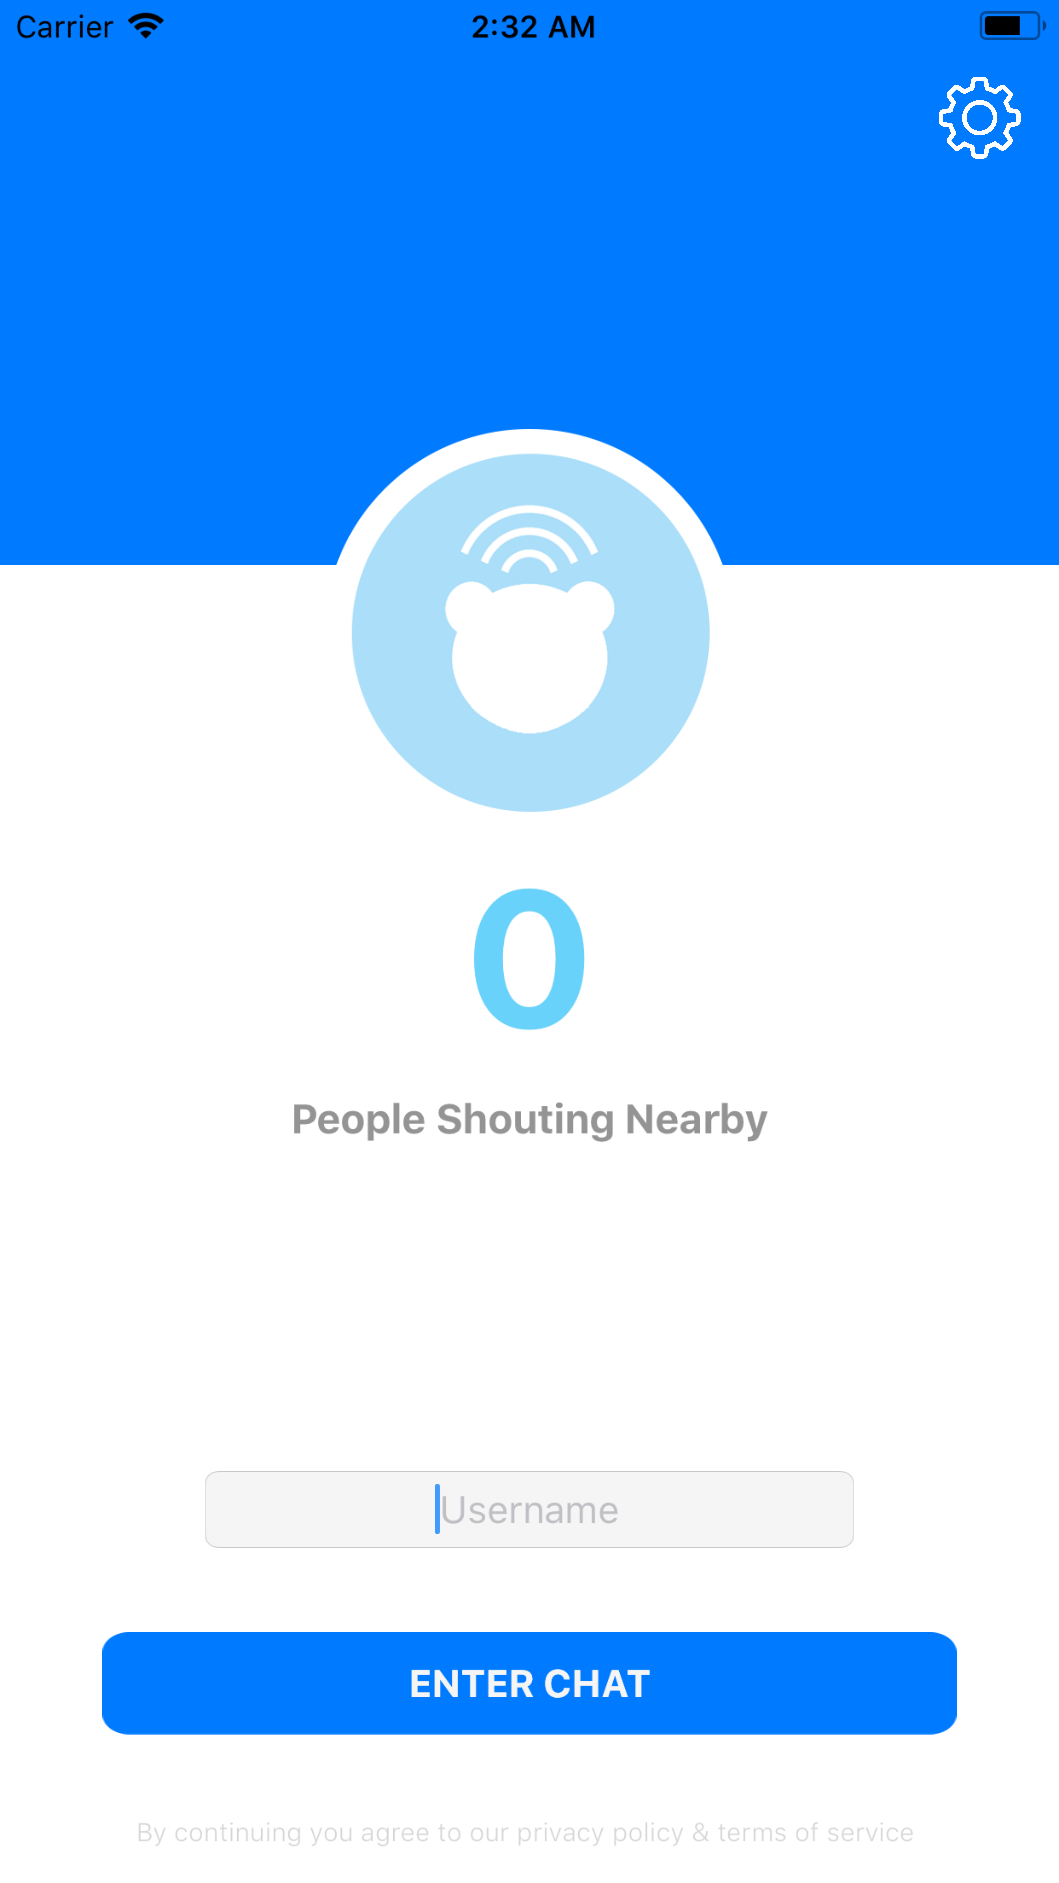 Carrier 2:32 AM
0
People Shouting Nearby
Username
ENTER CHAT
By continuing you agree to our privacy policy & terms of service